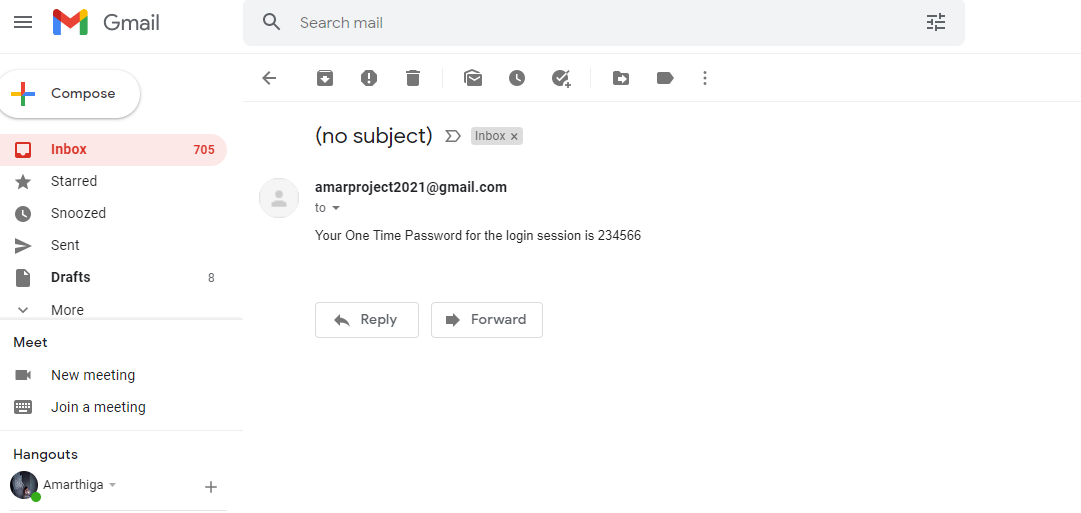 Gmail
Search mail
Compose
(no subject)
Inbox ×
Inbox 705
Starred
Snoozed
Sent
Drafts 8
More
amarproject2021@gmail.com
to
Your One Time Password for the login session is 234566
Reply
Forward
Meet
New meeting
Join a meeting
Hangouts
Amarthiga